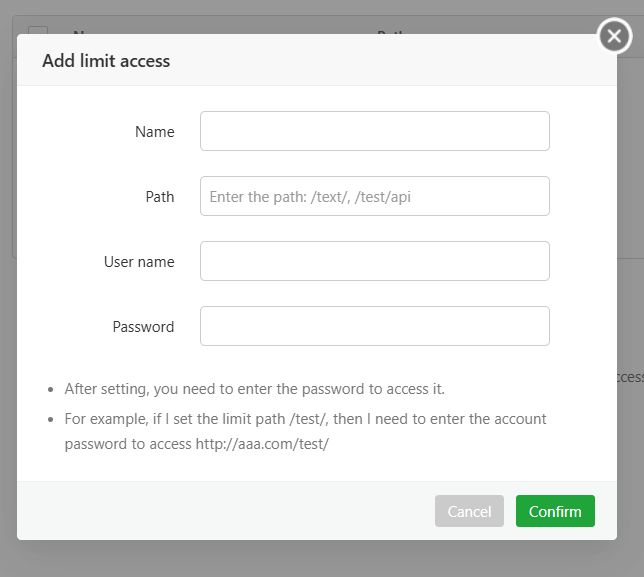 Add limit access
Name
Path
Enter the path: /text/, /test/api
User name
Password
After setting, you need to enter the password to access it.
For example, if I set the limit path /test/, then I need to enter the account
password to access http://aaa.com/test/
Cancel
Confirm